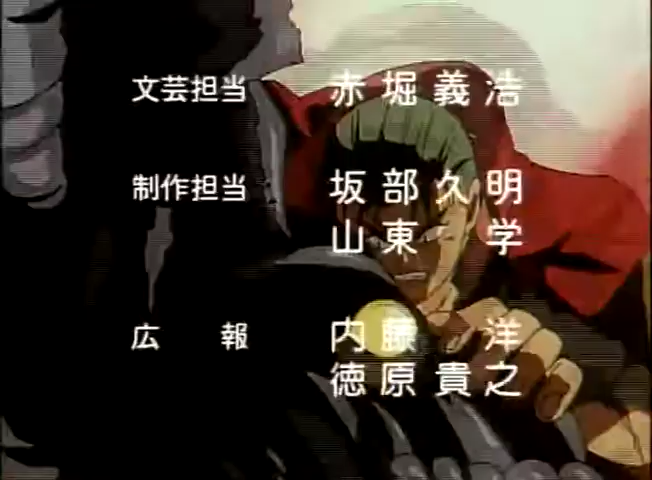 文芸担当 赤堀義浩
制作担当 坂部久明
山東 学
広 報 内藤 洋
徳原貴之